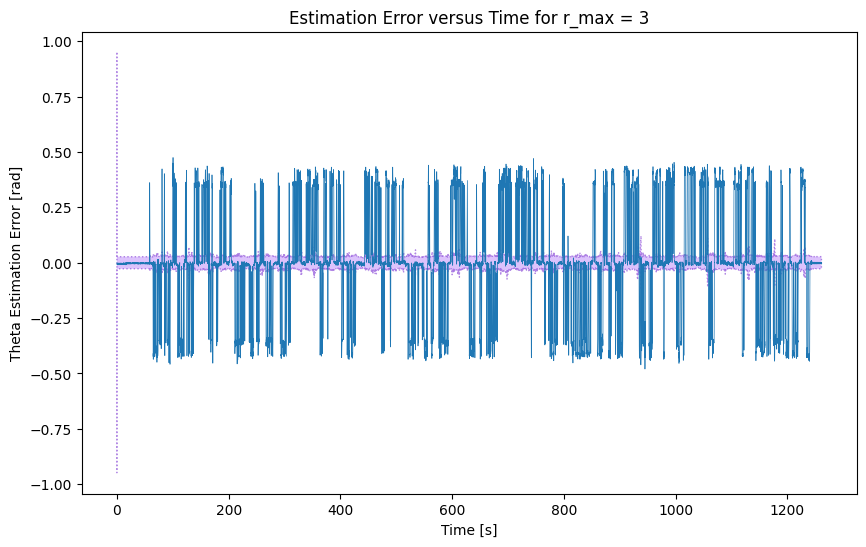 Estimation Error versus Time for r_max = 3
Theta Estimation Error [rad]
1.00
0.75
0.50
0.25
0.00
−0.25
−0.50
−0.75
−1.00
0 200 400 600 800 1000 1200
Time [s]